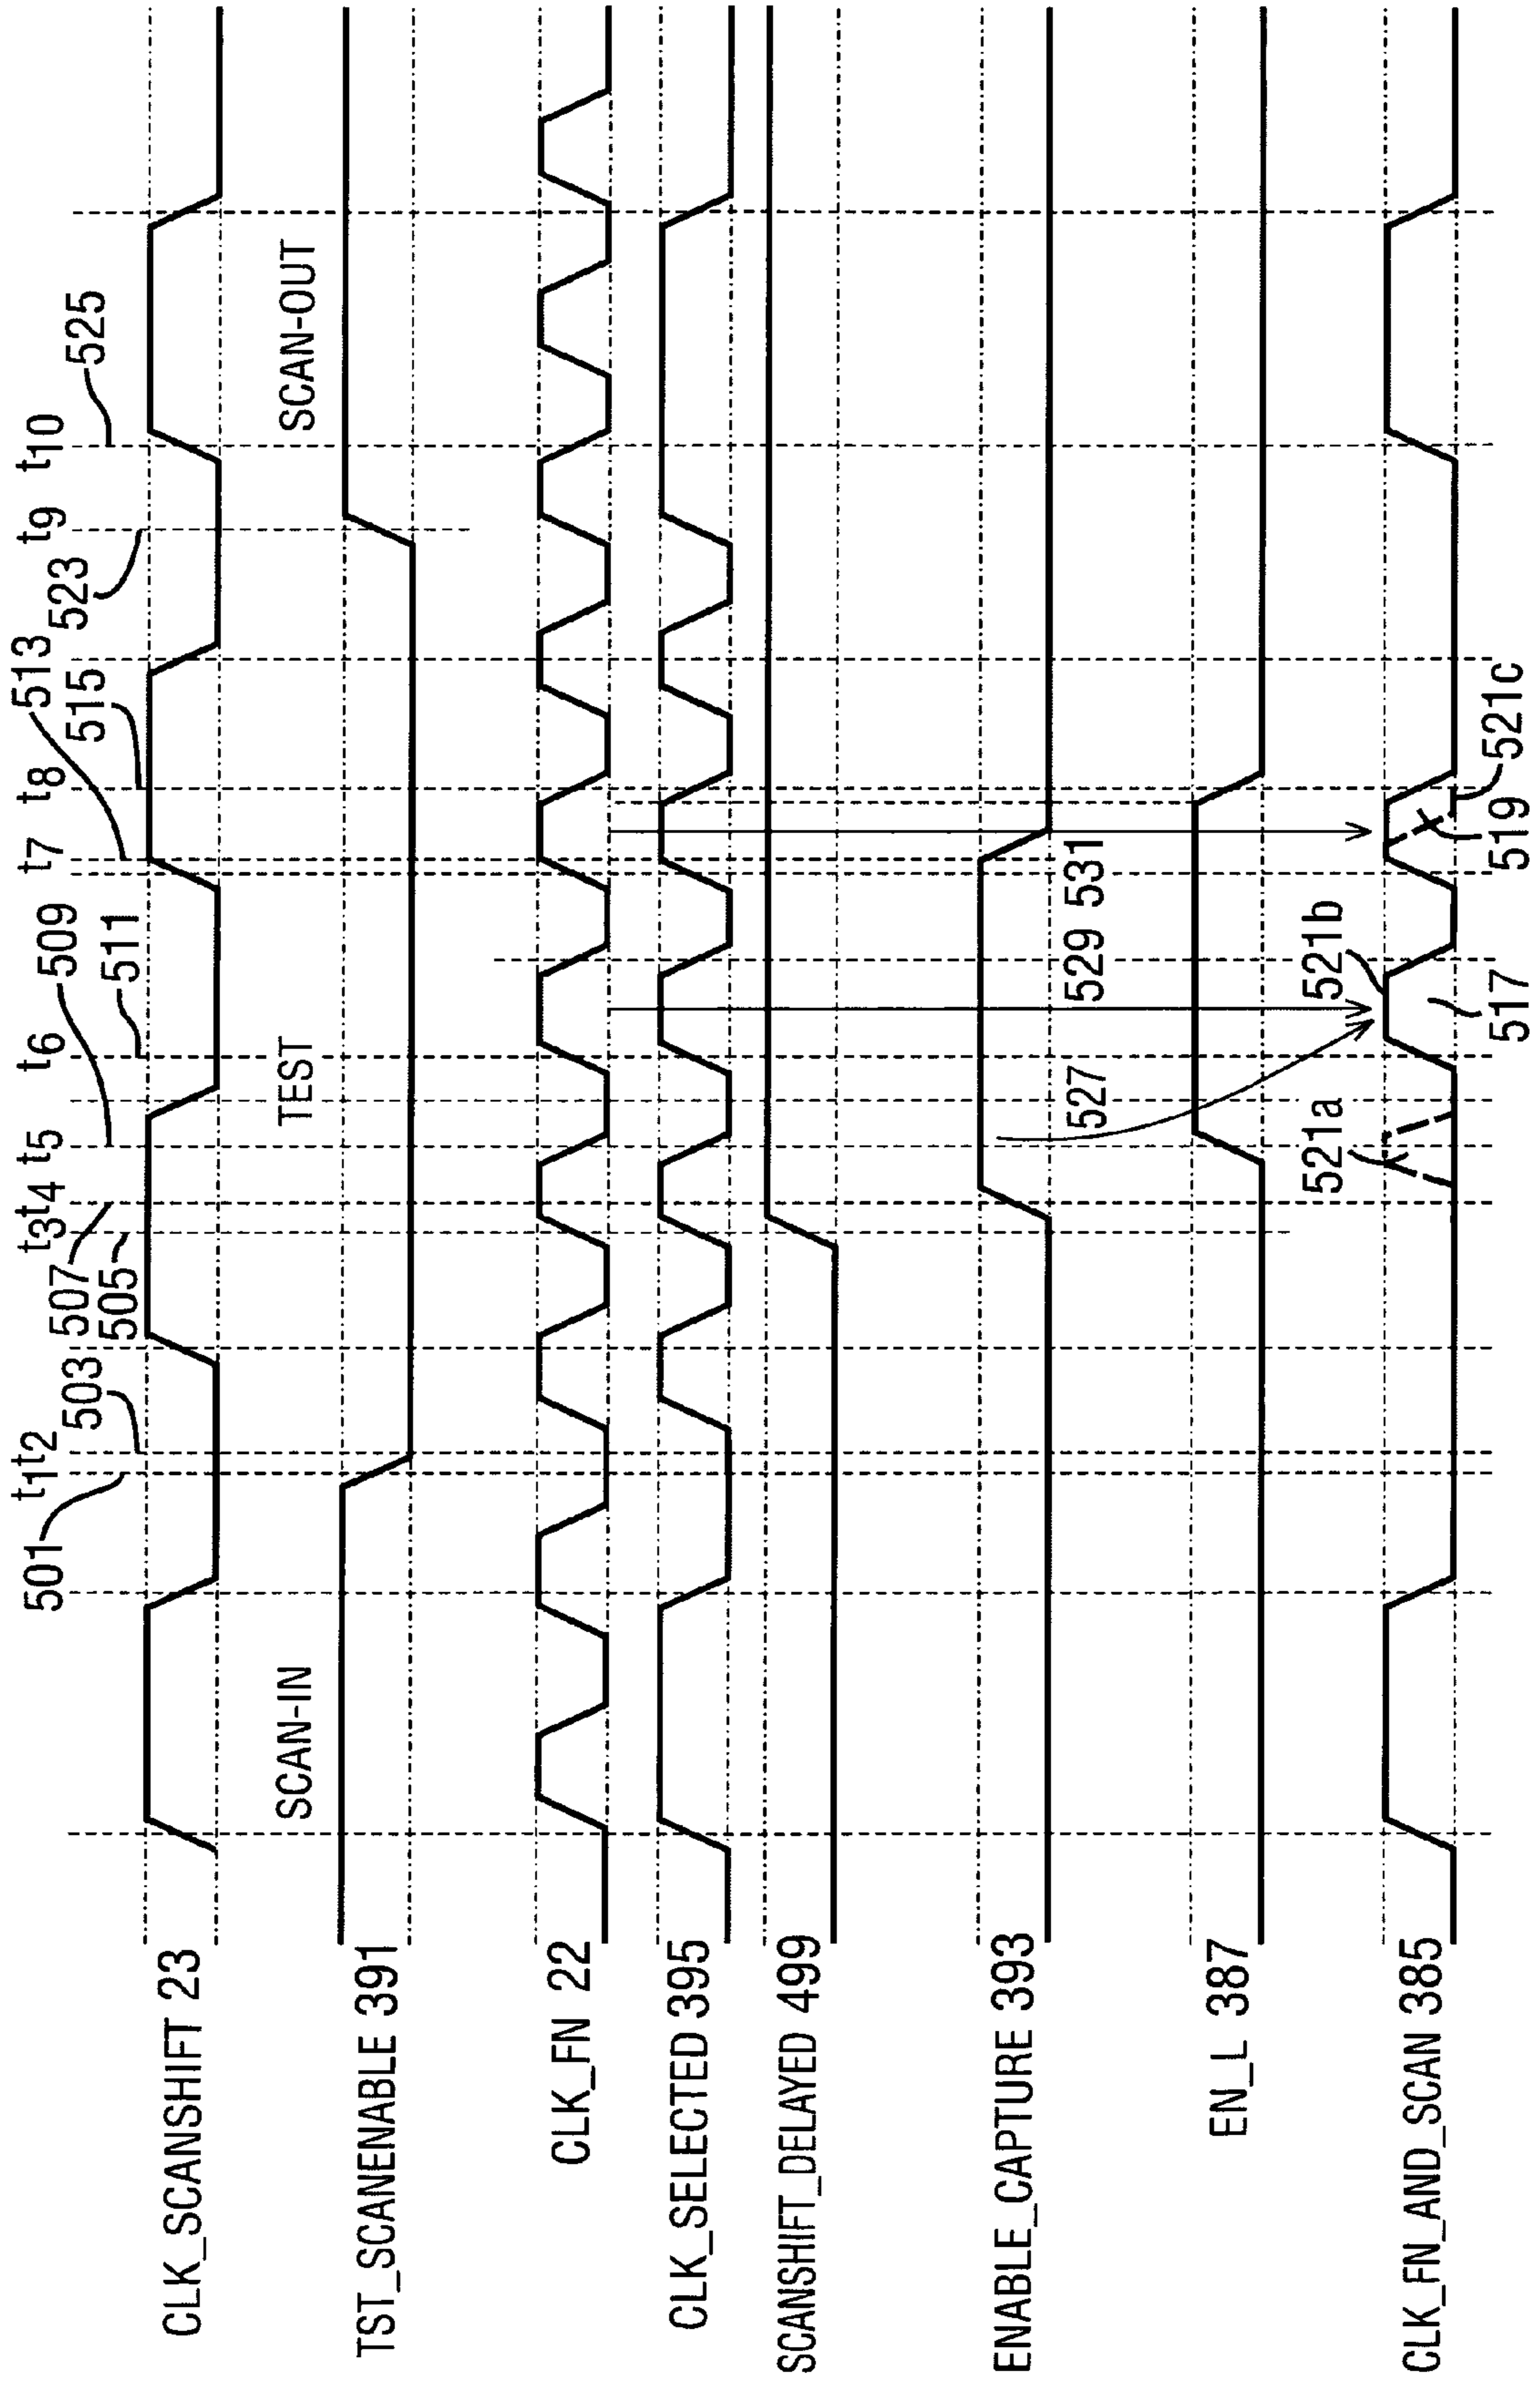 501
t1
t2
503
505
507
t3
t4
t5
509
t6
511
t7
513
t8
515
523
t9
t10
525
CLK_SCANSHIFT 23
SCAN-IN
TEST
SCAN-OUT
TST_SCANENABLE 391
CLK_FN 22
CLK_SELECTED 395
SCANSHIFT_DELAYED 499
ENABLE_CAPTURE 393
527
529
531
EN_L 387
521a
521b
CLK_FN_AND_SCAN 385
517
519
521c